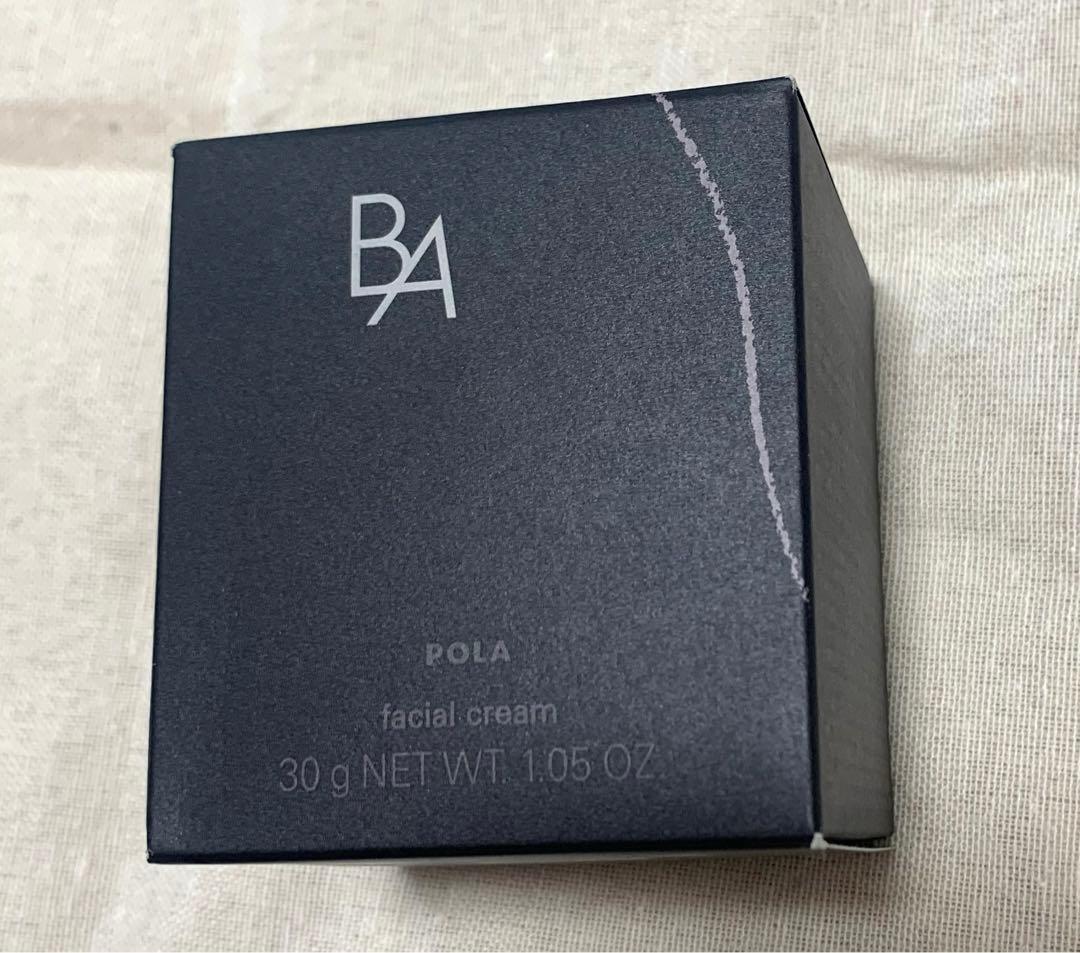 BA
POLA
facial cream
30 g NET WT. 1.05 OZ.